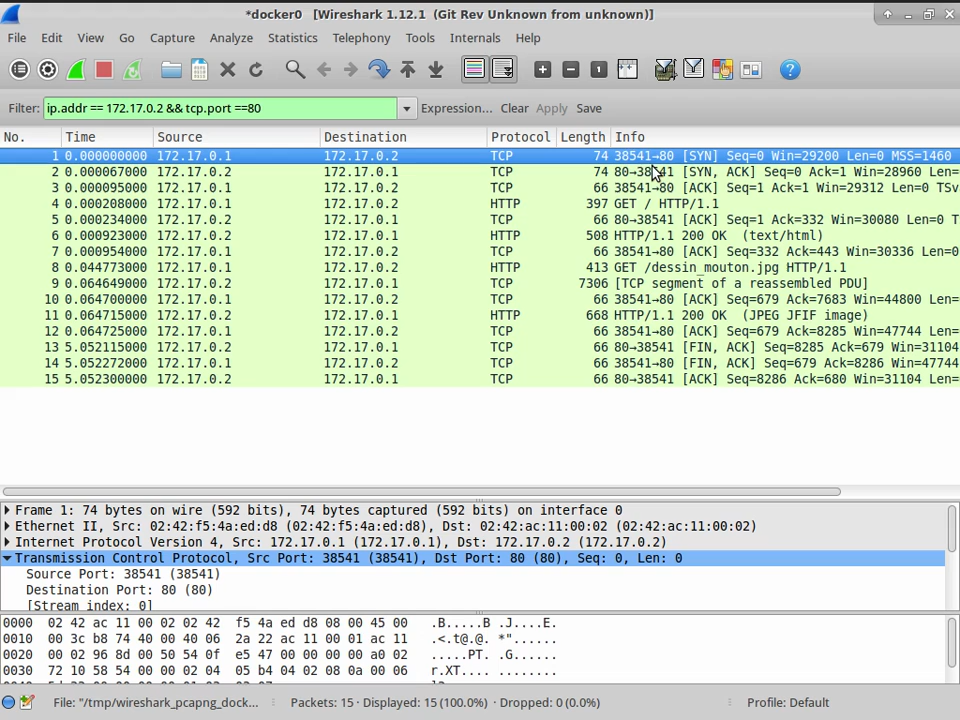 *docker0 [Wireshark 1.12.1 (Git Rev Unknown from unknown)]
File Edit View Go Capture Analyze Statistics Telephony Tools Internals Help
Filter: ip.addr == 172.17.0.2 && tcp.port ==80 Expression... Clear Apply Save
No. Time Source Destination Protocol Length Info
1 0.000000000 172.17.0.1 172.17.0.2 TCP 74 38541→80 [SYN] Seq=0 Win=29200 Len=0 MSS=1460
2 0.000067000 172.17.0.2 172.17.0.1 TCP 74 80→38541 [SYN, ACK] Seq=0 Ack=1 Win=28960 Len=
3 0.000095000 172.17.0.1 172.17.0.2 TCP 66 38541→80 [ACK] Seq=1 Ack=1 Win=29312 Len=0 TSv
4 0.000208000 172.17.0.1 172.17.0.2 HTTP 397 GET / HTTP/1.1
5 0.000234000 172.17.0.2 172.17.0.1 TCP 66 80→38541 [ACK] Seq=1 Ack=332 Win=30080 Len=0 T
6 0.000923000 172.17.0.2 172.17.0.1 HTTP 508 HTTP/1.1 200 OK (text/html)
7 0.000954000 172.17.0.1 172.17.0.2 TCP 66 38541→80 [ACK] Seq=332 Ack=443 Win=30336 Len=0
8 0.044773000 172.17.0.1 172.17.0.2 HTTP 413 GET /dessin_mouton.jpg HTTP/1.1
9 0.064649000 172.17.0.2 172.17.0.1 TCP 7306 [TCP segment of a reassembled PDU]
10 0.064700000 172.17.0.1 172.17.0.2 TCP 66 38541→80 [ACK] Seq=679 Ack=7683 Win=44800 Len=
11 0.064715000 172.17.0.2 172.17.0.1 HTTP 668 HTTP/1.1 200 OK (JPEG JFIF image)
12 0.064725000 172.17.0.1 172.17.0.2 TCP 66 38541→80 [ACK] Seq=679 Ack=8285 Win=47744 Len=
13 5.052115000 172.17.0.2 172.17.0.1 TCP 66 80→38541 [FIN, ACK] Seq=8285 Ack=679 Win=31104
14 5.052272000 172.17.0.1 172.17.0.2 TCP 66 38541→80 [FIN, ACK] Seq=679 Ack=8286 Win=47744
15 5.052300000 172.17.0.2 172.17.0.1 TCP 66 80→38541 [ACK] Seq=8286 Ack=680 Win=31104 Len=
Frame 1: 74 bytes on wire (592 bits), 74 bytes captured (592 bits) on interface 0
Ethernet II, Src: 02:42:f5:4a:ed:d8 (02:42:f5:4a:ed:d8), Dst: 02:42:ac:11:00:02 (02:42:ac:11:00:02)
Internet Protocol Version 4, Src: 172.17.0.1 (172.17.0.1), Dst: 172.17.0.2 (172.17.0.2)
Transmission Control Protocol, Src Port: 38541 (38541), Dst Port: 80 (80), Seq: 0, Len: 0
Source Port: 38541 (38541)
Destination Port: 80 (80)
[Stream index: 0]
0000 02 42 ac 11 00 02 02 42 f5 4a ed d8 08 00 45 00 .B.....B .J....E.
0010 00 3c b8 74 40 00 40 06 2a 22 ac 11 00 01 ac 11 .<.t@.@. *"......
0020 00 02 96 8d 00 50 54 0f e5 47 00 00 00 00 a0 02 .....PT. .G......
0030 72 10 58 54 00 00 02 04 05 b4 04 02 08 0a 00 06 r.XT.... ........
File: "/tmp/wireshark_pcapng_dock... Packets: 15 · Displayed: 15 (100.0%) · Dropped: 0 (0.0%) Profile: Default